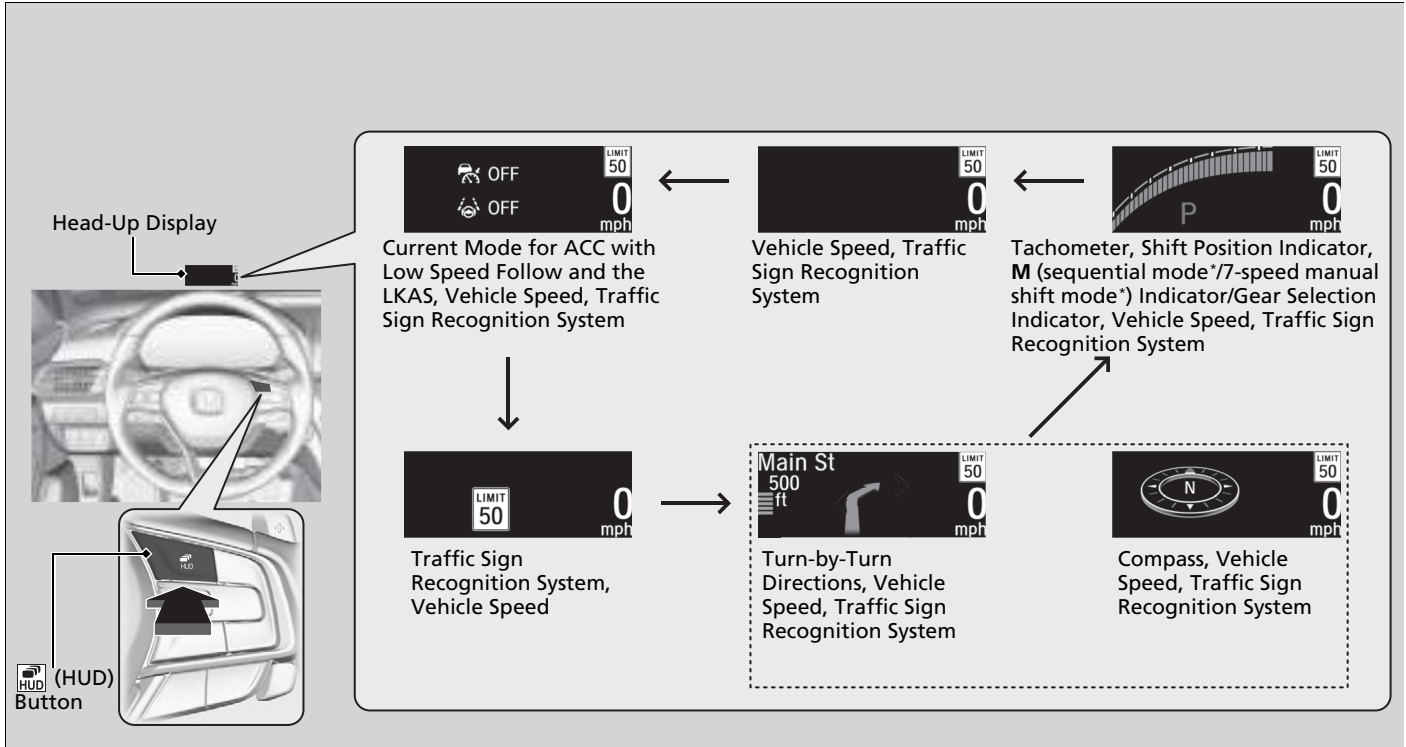 Head-Up Display
HUD
HUD (HUD)
Button
OFF
OFF
LIMIT
50
0
mph
Current Mode for ACC with
Low Speed Follow and the
LKAS, Vehicle Speed, Traffic
Sign Recognition System
LIMIT
50
0
mph
Vehicle Speed, Traffic
Sign Recognition
System
P
LIMIT
50
0
mph
Tachometer, Shift Position Indicator,
M (sequential mode*/7-speed manual
shift mode*) Indicator/Gear Selection
Indicator, Vehicle Speed, Traffic Sign
Recognition System
LIMIT
50
0
mph
Traffic Sign
Recognition System,
Vehicle Speed
Main St
500
ft
LIMIT
50
0
mph
Turn-by-Turn
Directions, Vehicle
Speed, Traffic Sign
Recognition System
N
LIMIT
50
0
mph
Compass, Vehicle
Speed, Traffic Sign
Recognition System